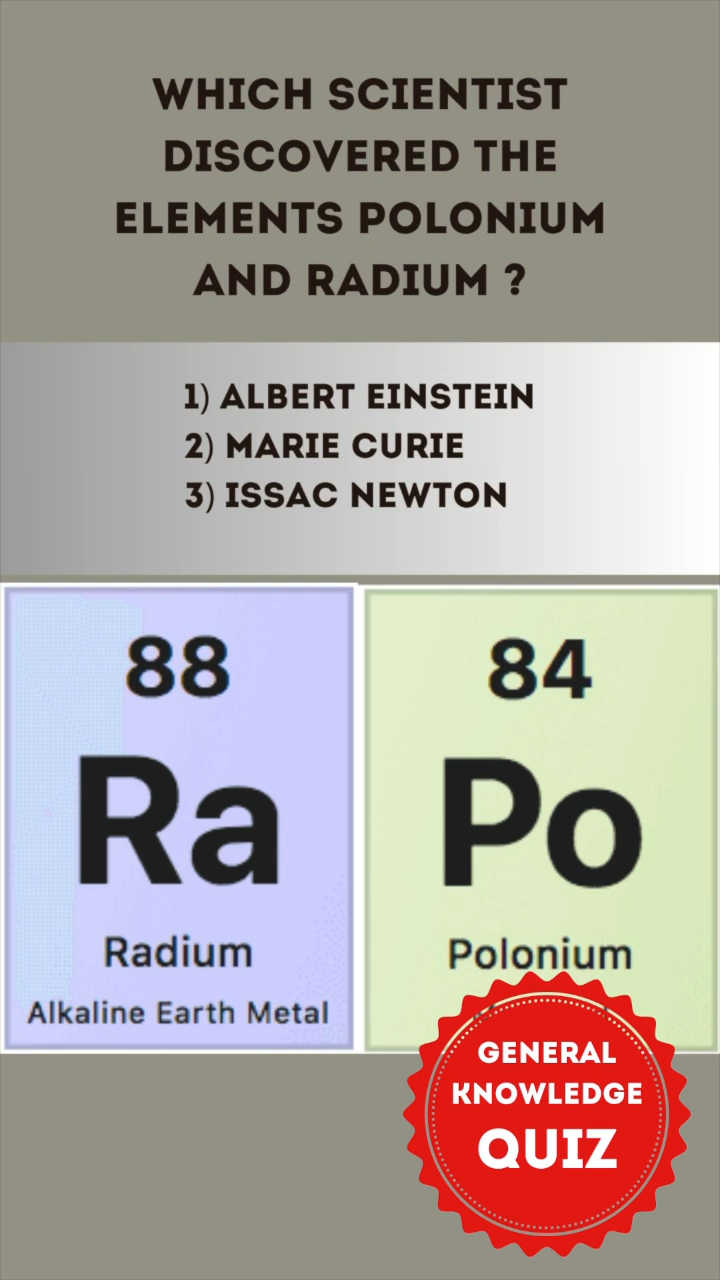 WHICH SCIENTIST
DISCOVERED THE
ELEMENTS POLONIUM
AND RADIUM ?
1) ALBERT EINSTEIN
2) MARIE CURIE
3) ISSAC NEWTON
88
Ra
Radium
Alkaline Earth Metal
84
Po
Polonium
GENERAL
KNOWLEDGE
QUIZ